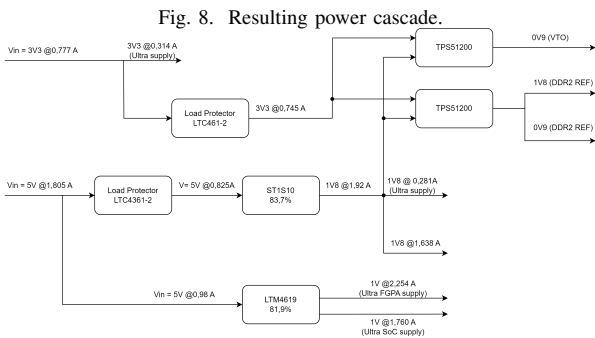 Fig. 8. Resulting power cascade.
Vin = 3V3 @0,777 A
3V3 @0,314 A
(Ultra supply)
TPS51200
0V9 (VTO)
Load Protector
LTC461-2
3V3 @0,745 A
TPS51200
1V8 (DDR2 REF)
0V9 (DDR2 REF)
Vin = 5V @1,805 A
Load Protector
LTC4361-2
V= 5V @0,825A
ST1S10
83,7%
1V8 @1,92 A
1V8 @ 0,281A
(Ultra supply)
1V8 @1,638 A
Vin = 5V @0,98 A
LTM4619
81,9%
1V @2,254 A
(Ultra FGPA supply)
1V @1,760 A
(Ultra SoC supply)